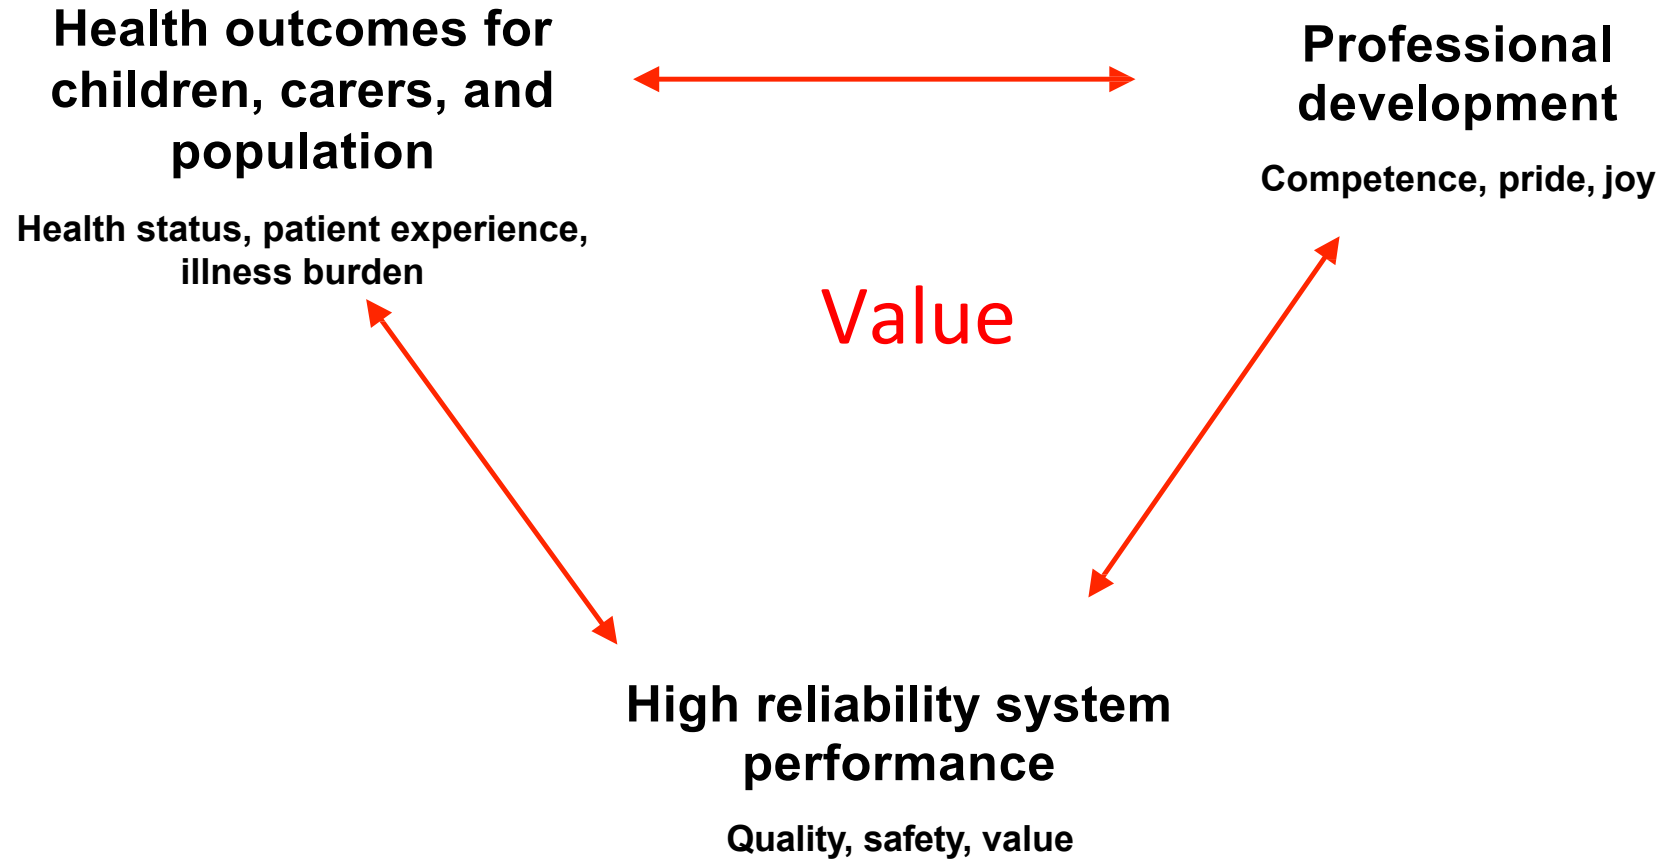 Health outcomes for
children, carers, and
population
Health status, patient experience,
illness burden
Professional
development
Competence, pride, joy
Value
High reliability system
performance
Quality, safety, value